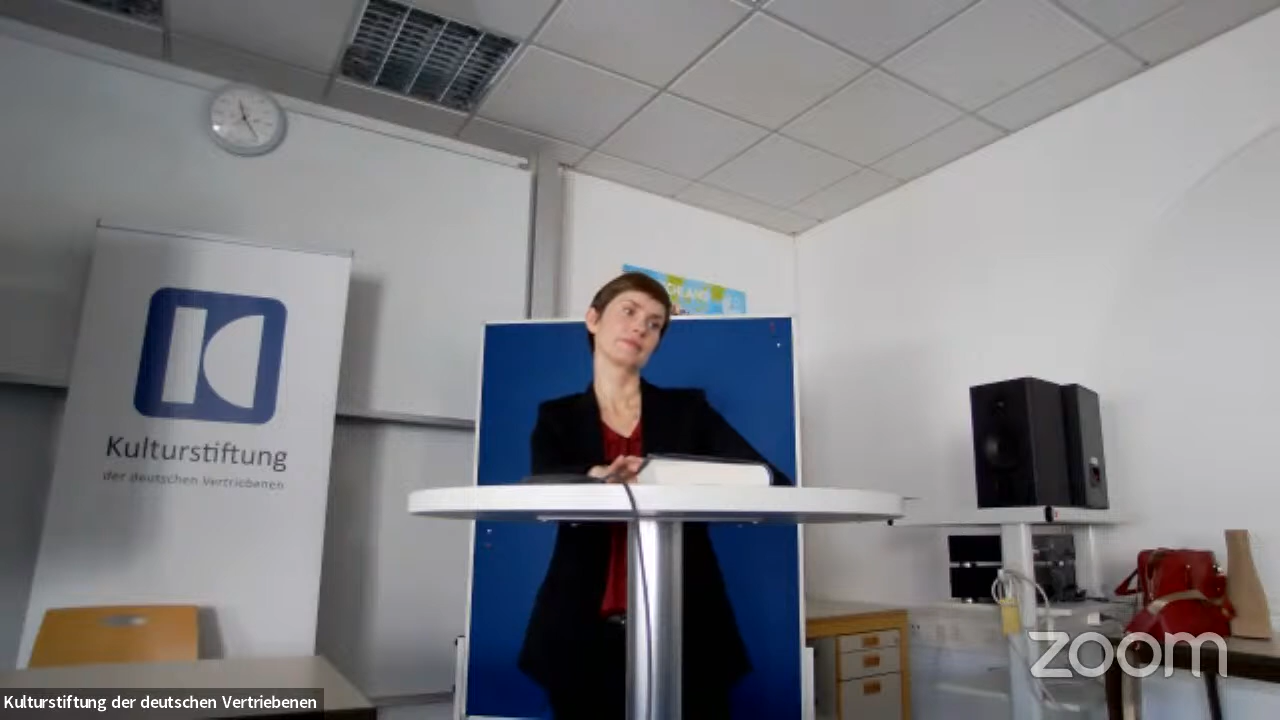 Kulturstiftung
der deutschen Vertriebenen
zoom
Kulturstiftung der deutschen Vertriebenen